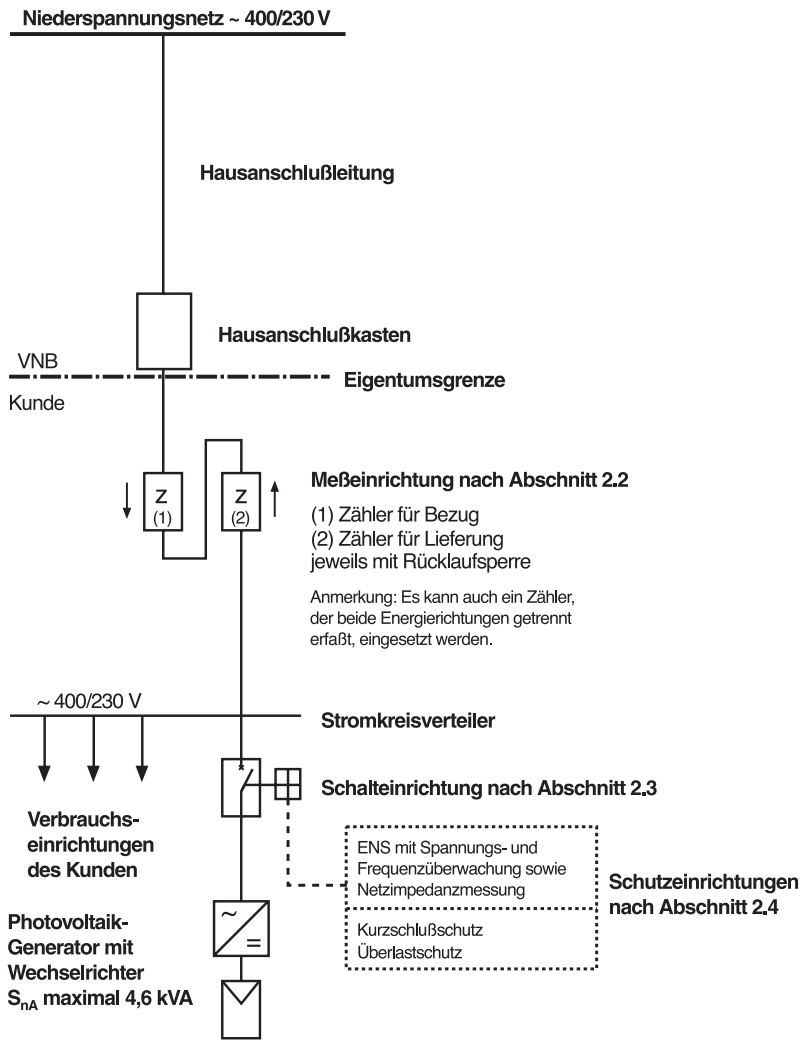 Niederspannungsnetz ~ 400/230 V
Hausanschlußleitung
Hausanschlußkasten
VNB
Eigentumsgrenze
Kunde
Z
(1)
Z
(2)
Meßeinrichtung nach Abschnitt 2.2
(1) Zähler für Bezug
(2) Zähler für Lieferung
jeweils mit Rücklaufsperre
Anmerkung: Es kann auch ein Zähler,
der beide Energierichtungen getrennt
erfaßt, eingesetzt werden.
~ 400/230 V
Stromkreisverteiler
Schalteinrichtung nach Abschnitt 2.3
Verbrauchs-
einrichtungen
des Kunden
ENS mit Spannungs- und
Frequenzüberwachung sowie
Netzimpedanzmessung
Kurzschlußschutz
Überlastschutz
Schutzeinrichtungen
nach Abschnitt 2.4
Photovoltaik-
Generator mit
Wechselrichter
SnA maximal 4,6 kVA
~
=